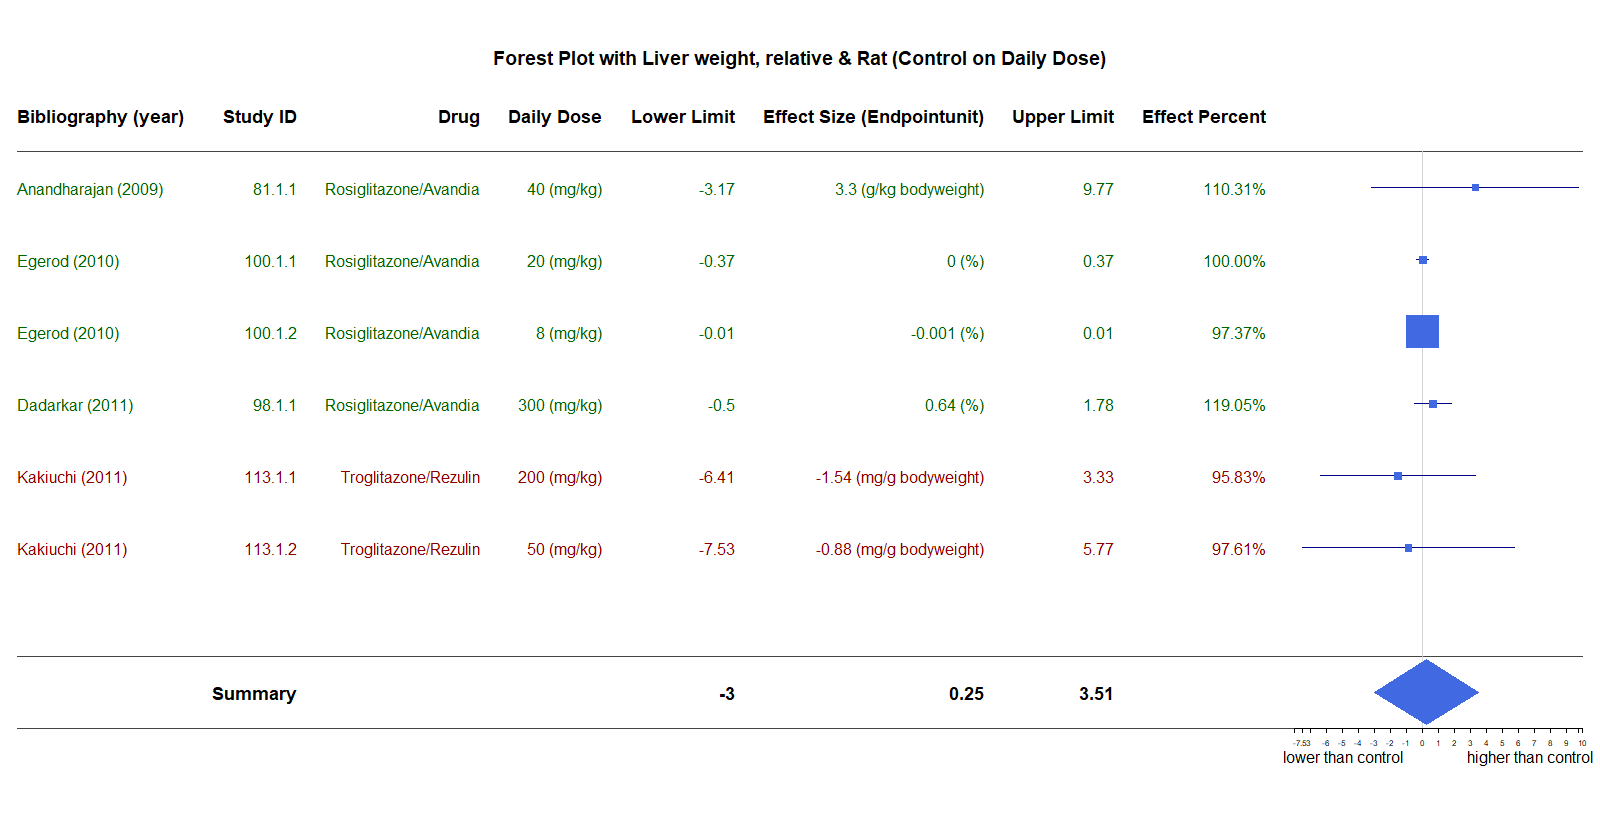 Forest Plot with Liver weight, relative & Rat (Control on Daily Dose)
Bibliography (year) Study ID Drug Daily Dose Lower Limit Effect Size (Endpointunit) Upper Limit Effect Percent
Anandharajan (2009) 81.1.1 Rosiglitazone/Avandia 40 (mg/kg) -3.17 3.3 (g/kg bodyweight) 9.77 110.31%
Egerod (2010) 100.1.1 Rosiglitazone/Avandia 20 (mg/kg) -0.37 0 (%) 0.37 100.00%
Egerod (2010) 100.1.2 Rosiglitazone/Avandia 8 (mg/kg) -0.01 -0.001 (%) 0.01 97.37%
Dadarkar (2011) 98.1.1 Rosiglitazone/Avandia 300 (mg/kg) -0.5 0.64 (%) 1.78 119.05%
Kakiuchi (2011) 113.1.1 Troglitazone/Rezulin 200 (mg/kg) -6.41 -1.54 (mg/g bodyweight) 3.33 95.83%
Kakiuchi (2011) 113.1.2 Troglitazone/Rezulin 50 (mg/kg) -7.53 -0.88 (mg/g bodyweight) 5.77 97.61%
Summary -3 0.25 3.51
-7.53 -6 -5 -4 -3 -2 -1 0 1 2 3 4 5 6 7 8 9 10
lower than control higher than control